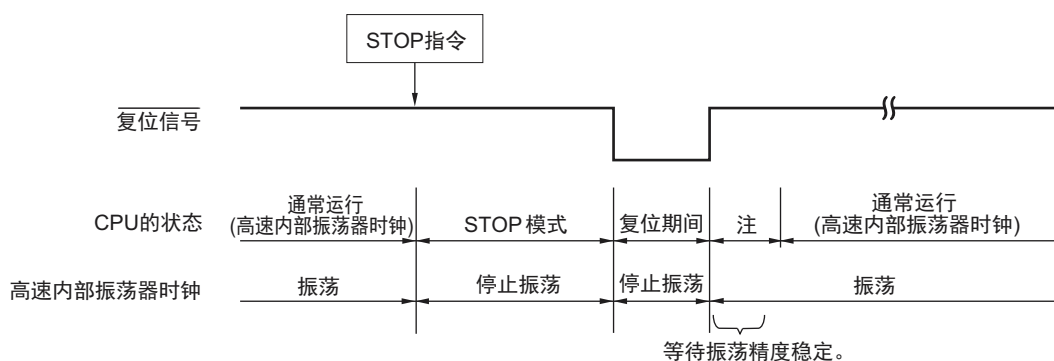 STOP指令
复位信号
CPU的状态
通常运行
(高速内部振荡器时钟)
STOP模式
复位期间
注
通常运行
(高速内部振荡器时钟)
高速内部振荡器时钟
振荡
停止振荡
停止振荡
振荡
等待振荡精度稳定。